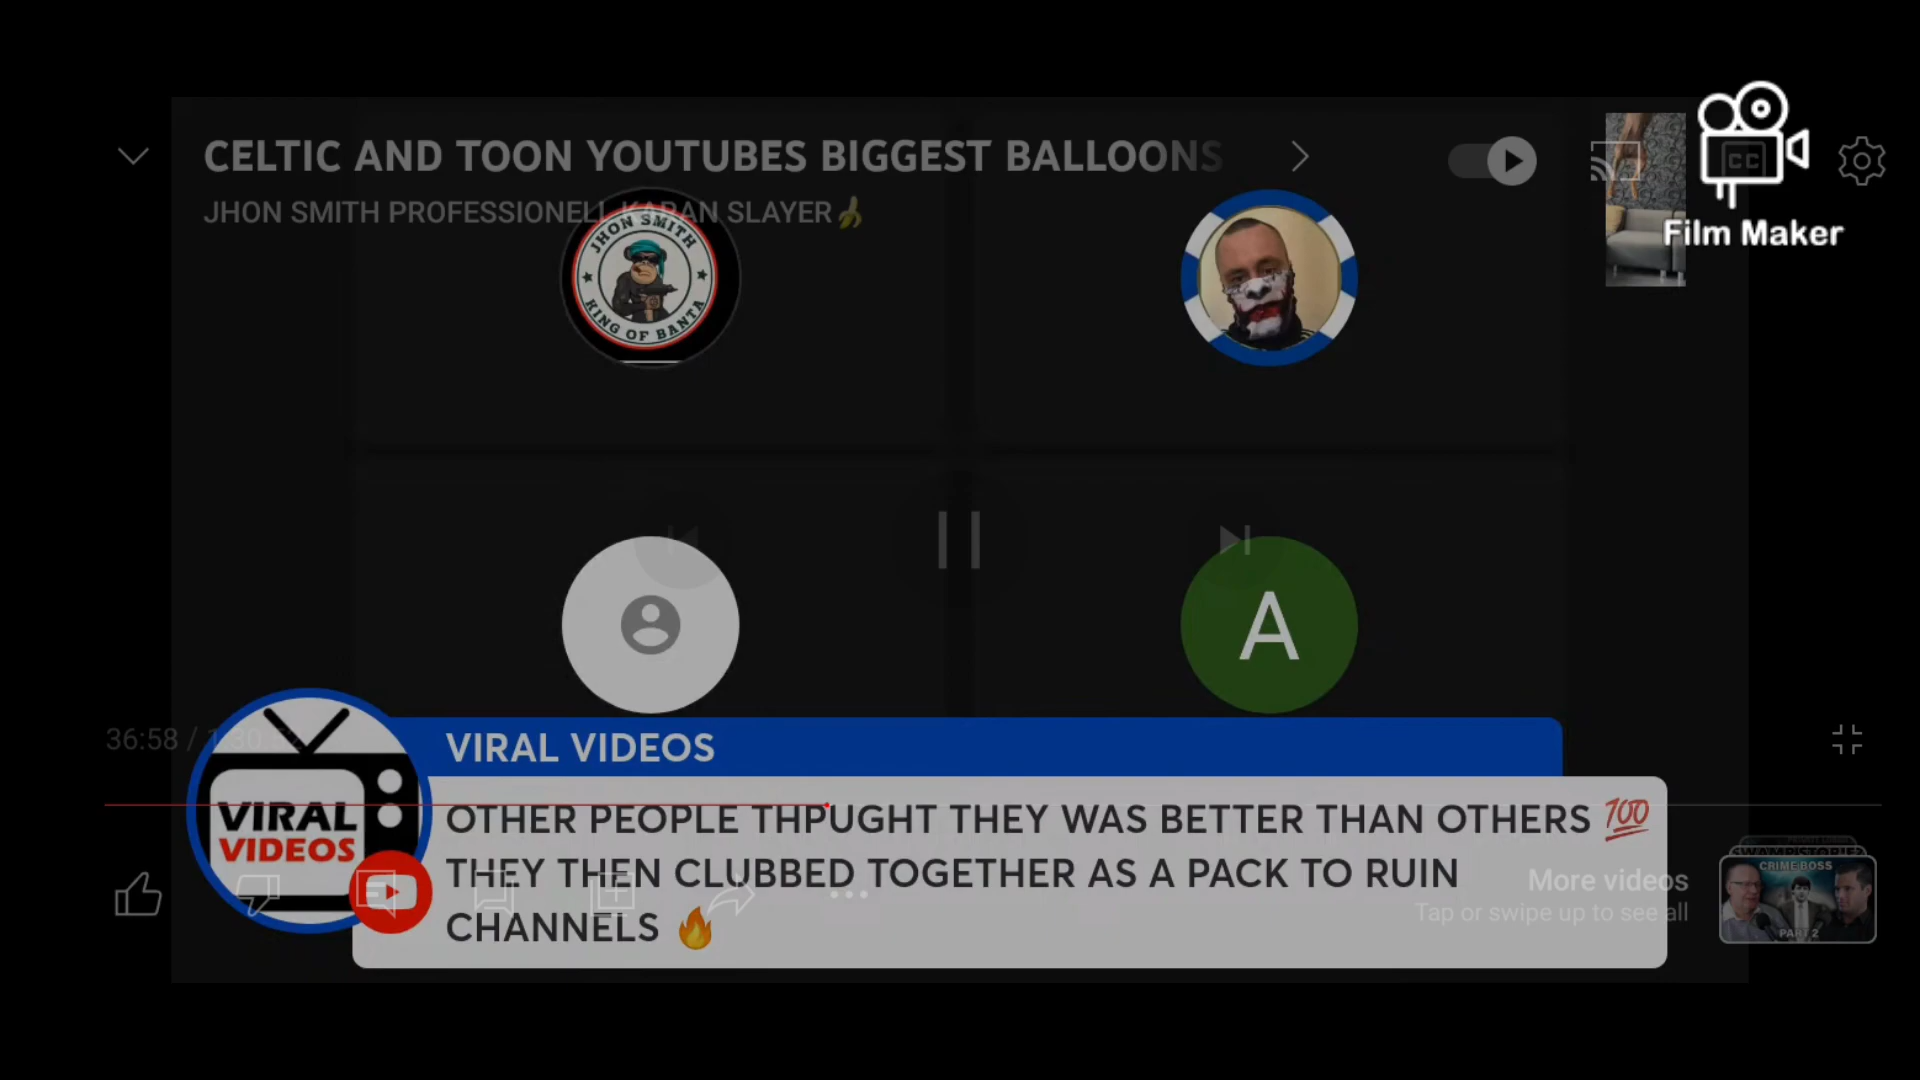 CELTIC AND TOON YOUTUBES BIGGEST BALLOONS
JHON SMITH PROFESSIONELL KARAN SLAYER🍌
CC
Film Maker
JHON SMITH
KING OF BANTA
A
36:58 /
VIRAL VIDEOS
VIRAL
VIDEOS
OTHER PEOPLE THPUGHT THEY WAS BETTER THAN OTHERS 💯
THEY THEN CLUBBED TOGETHER AS A PACK TO RUIN
CHANNELS 🔥
More videos
Tap or swipe up to see all
CRIME BOSS
PART 2